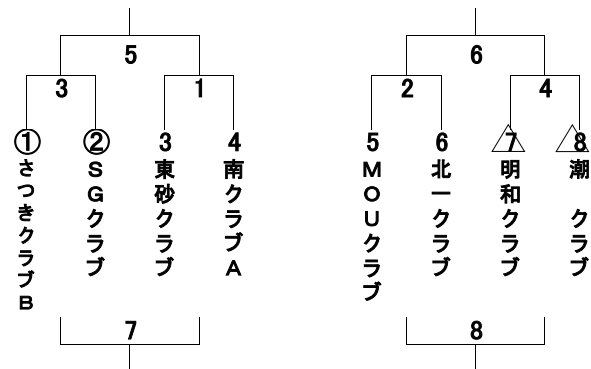 5
6
3
1
2
4
① ② 3 4
5 6 7 8
さつきクラブB
SGクラブ
東砂クラブ
南クラブA
MOUクラブ
北一クラブ
明和クラブ
潮 クラブ
7
8